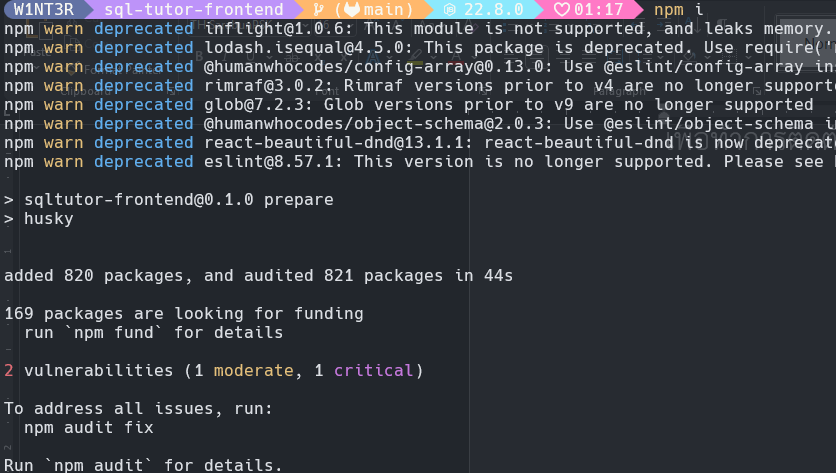 W1NT3R sql-tutor-frontend (main) 22.8.0 01:17 npm i
npm warn deprecated inflight@1.0.6: This module is not supported, and leaks memory.
npm warn deprecated lodash.isequal@4.5.0: This package is deprecated. Use require('n
npm warn deprecated @humanwhocodes/config-array@0.13.0: Use @eslint/config-array ins
npm warn deprecated rimraf@3.0.2: Rimraf versions prior to v4 are no longer supporte
npm warn deprecated glob@7.2.3: Glob versions prior to v9 are no longer supported
npm warn deprecated @humanwhocodes/object-schema@2.0.3: Use @eslint/object-schema in
npm warn deprecated react-beautiful-dnd@13.1.1: react-beautiful-dnd is now deprecate
npm warn deprecated eslint@8.57.1: This version is no longer supported. Please see h
> sqltutor-frontend@0.1.0 prepare
> husky
added 820 packages, and audited 821 packages in 44s
169 packages are looking for funding
run `npm fund` for details
2 vulnerabilities (1 moderate, 1 critical)
To address all issues, run:
npm audit fix
Run `npm audit` for details.